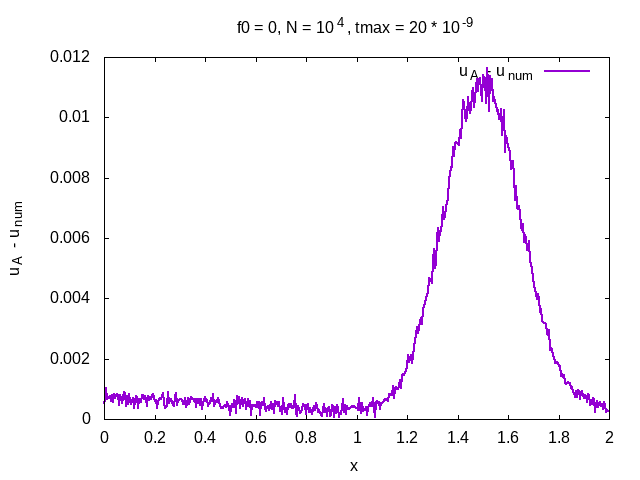 f0 = 0, N = 10^4, tmax = 20 * 10^-9
u_A - u_num
0.012
0.01
0.008
0.006
0.004
0.002
0
u_A - u_num
0 0.2 0.4 0.6 0.8 1 1.2 1.4 1.6 1.8 2
x